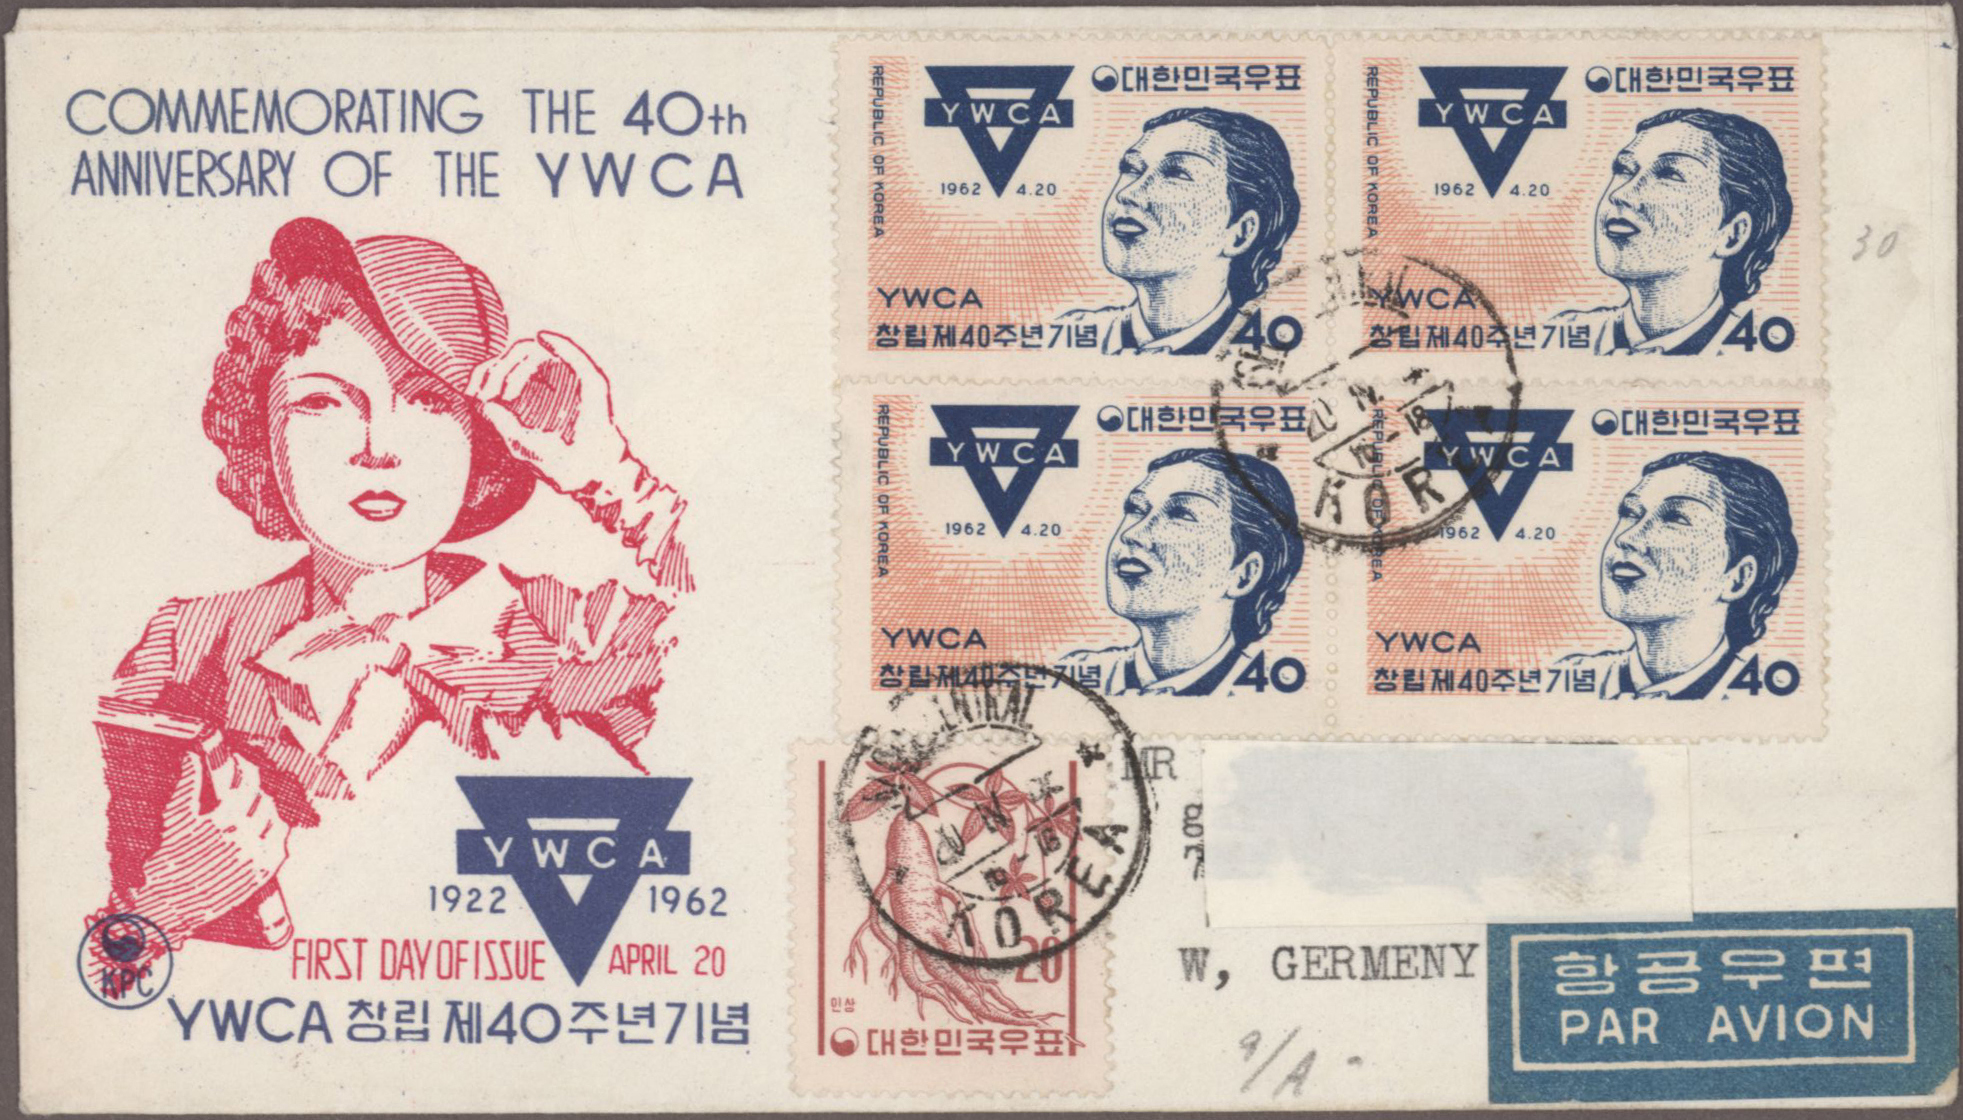 COMMEMORATING THE 40th
ANNIVERSARY OF THE YWCA
REPUBLIC OF KOREA
YWCA
대한민국우표
1962 4.20
YWCA
창립제40주년기념
40
REPUBLIC OF KOREA
YWCA
대한민국우표
1962 4.20
YWCA
창립제40주년기념
40
30
REPUBLIC OF KOREA
YWCA
대한민국우표
1962 4.20
YWCA
창립제40주년기념
40
REPUBLIC OF KOREA
YWCA
대한민국우표
1962 4.20
YWCA
창립제40주년기념
40
KOREA
MR
YWCA
1922 1962
FIRST DAY OF ISSUE APRIL 20
KPC
YWCA 창립 제40주년기념
KOREA
20
인삼
대한민국우표
W, GERMENY
항공우편
PAR AVION